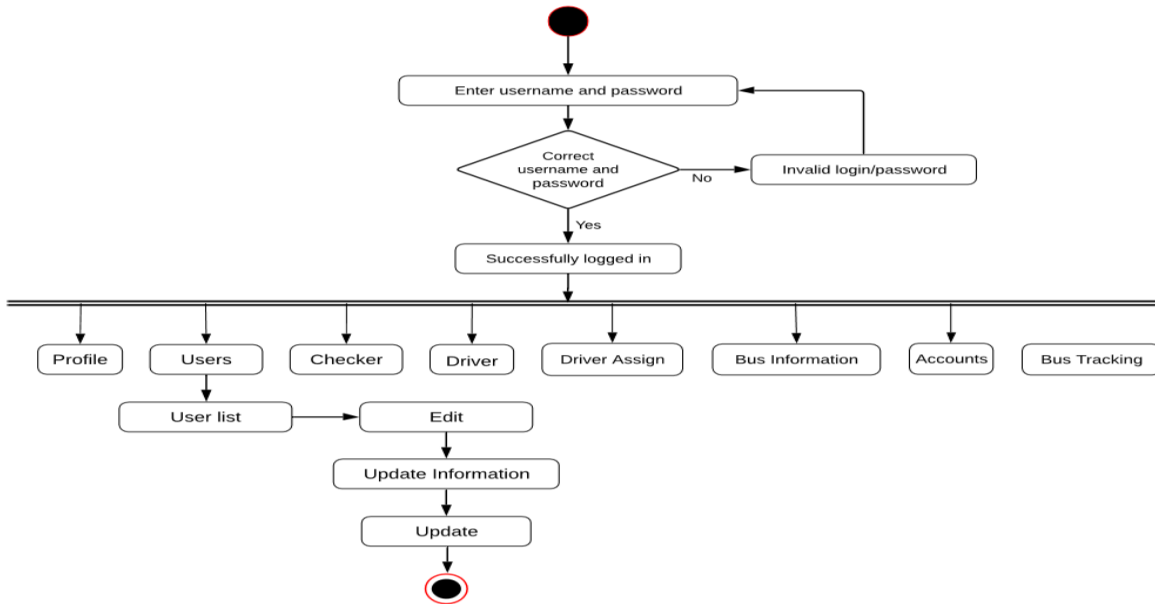 Enter username and password
Correct
username and
password
No
Invalid login/password
Yes
Successfully logged in
Profile
Users
Checker
Driver
Driver Assign
Bus Information
Accounts
Bus Tracking
User list
Edit
Update Information
Update